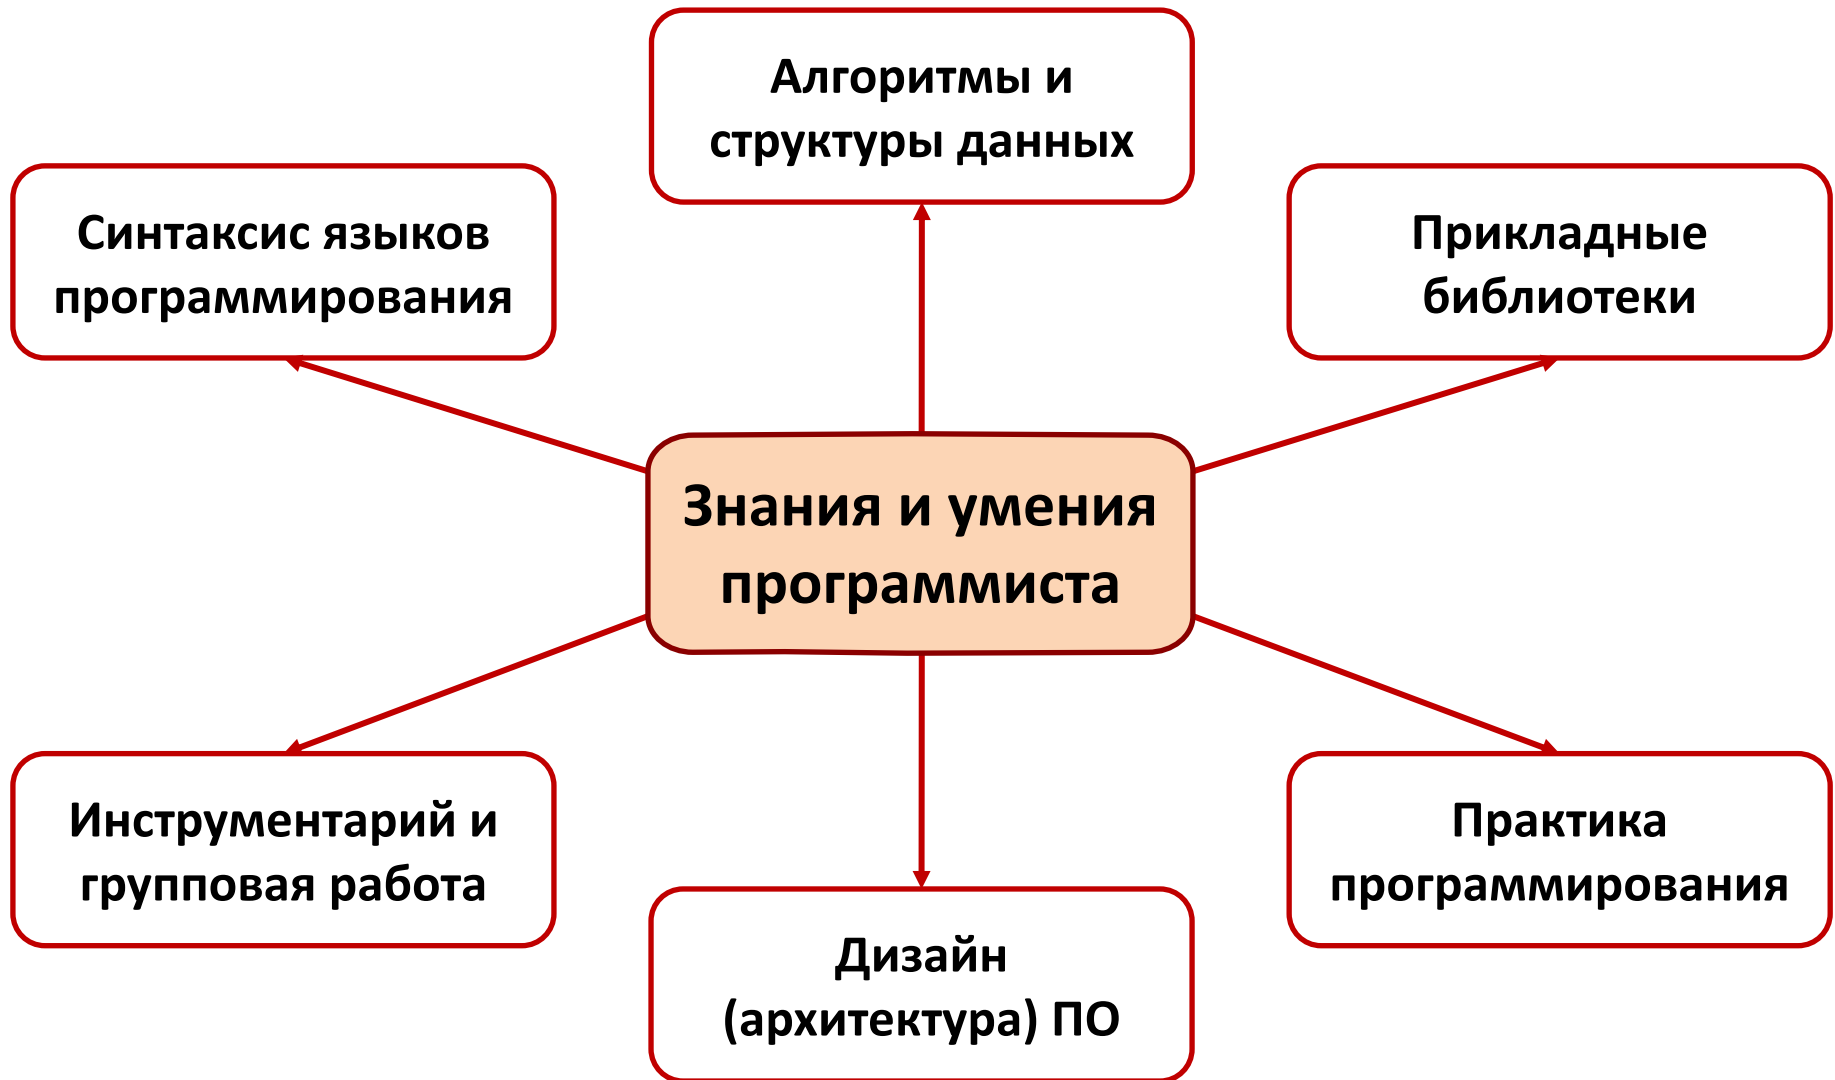 Алгоритмы и
структуры данных
Синтаксис языков
программирования
Прикладные
библиотеки
Знания и умения
программиста
Инструментарий и
групповая работа
Практика
программирования
Дизайн
(архитектура) ПО